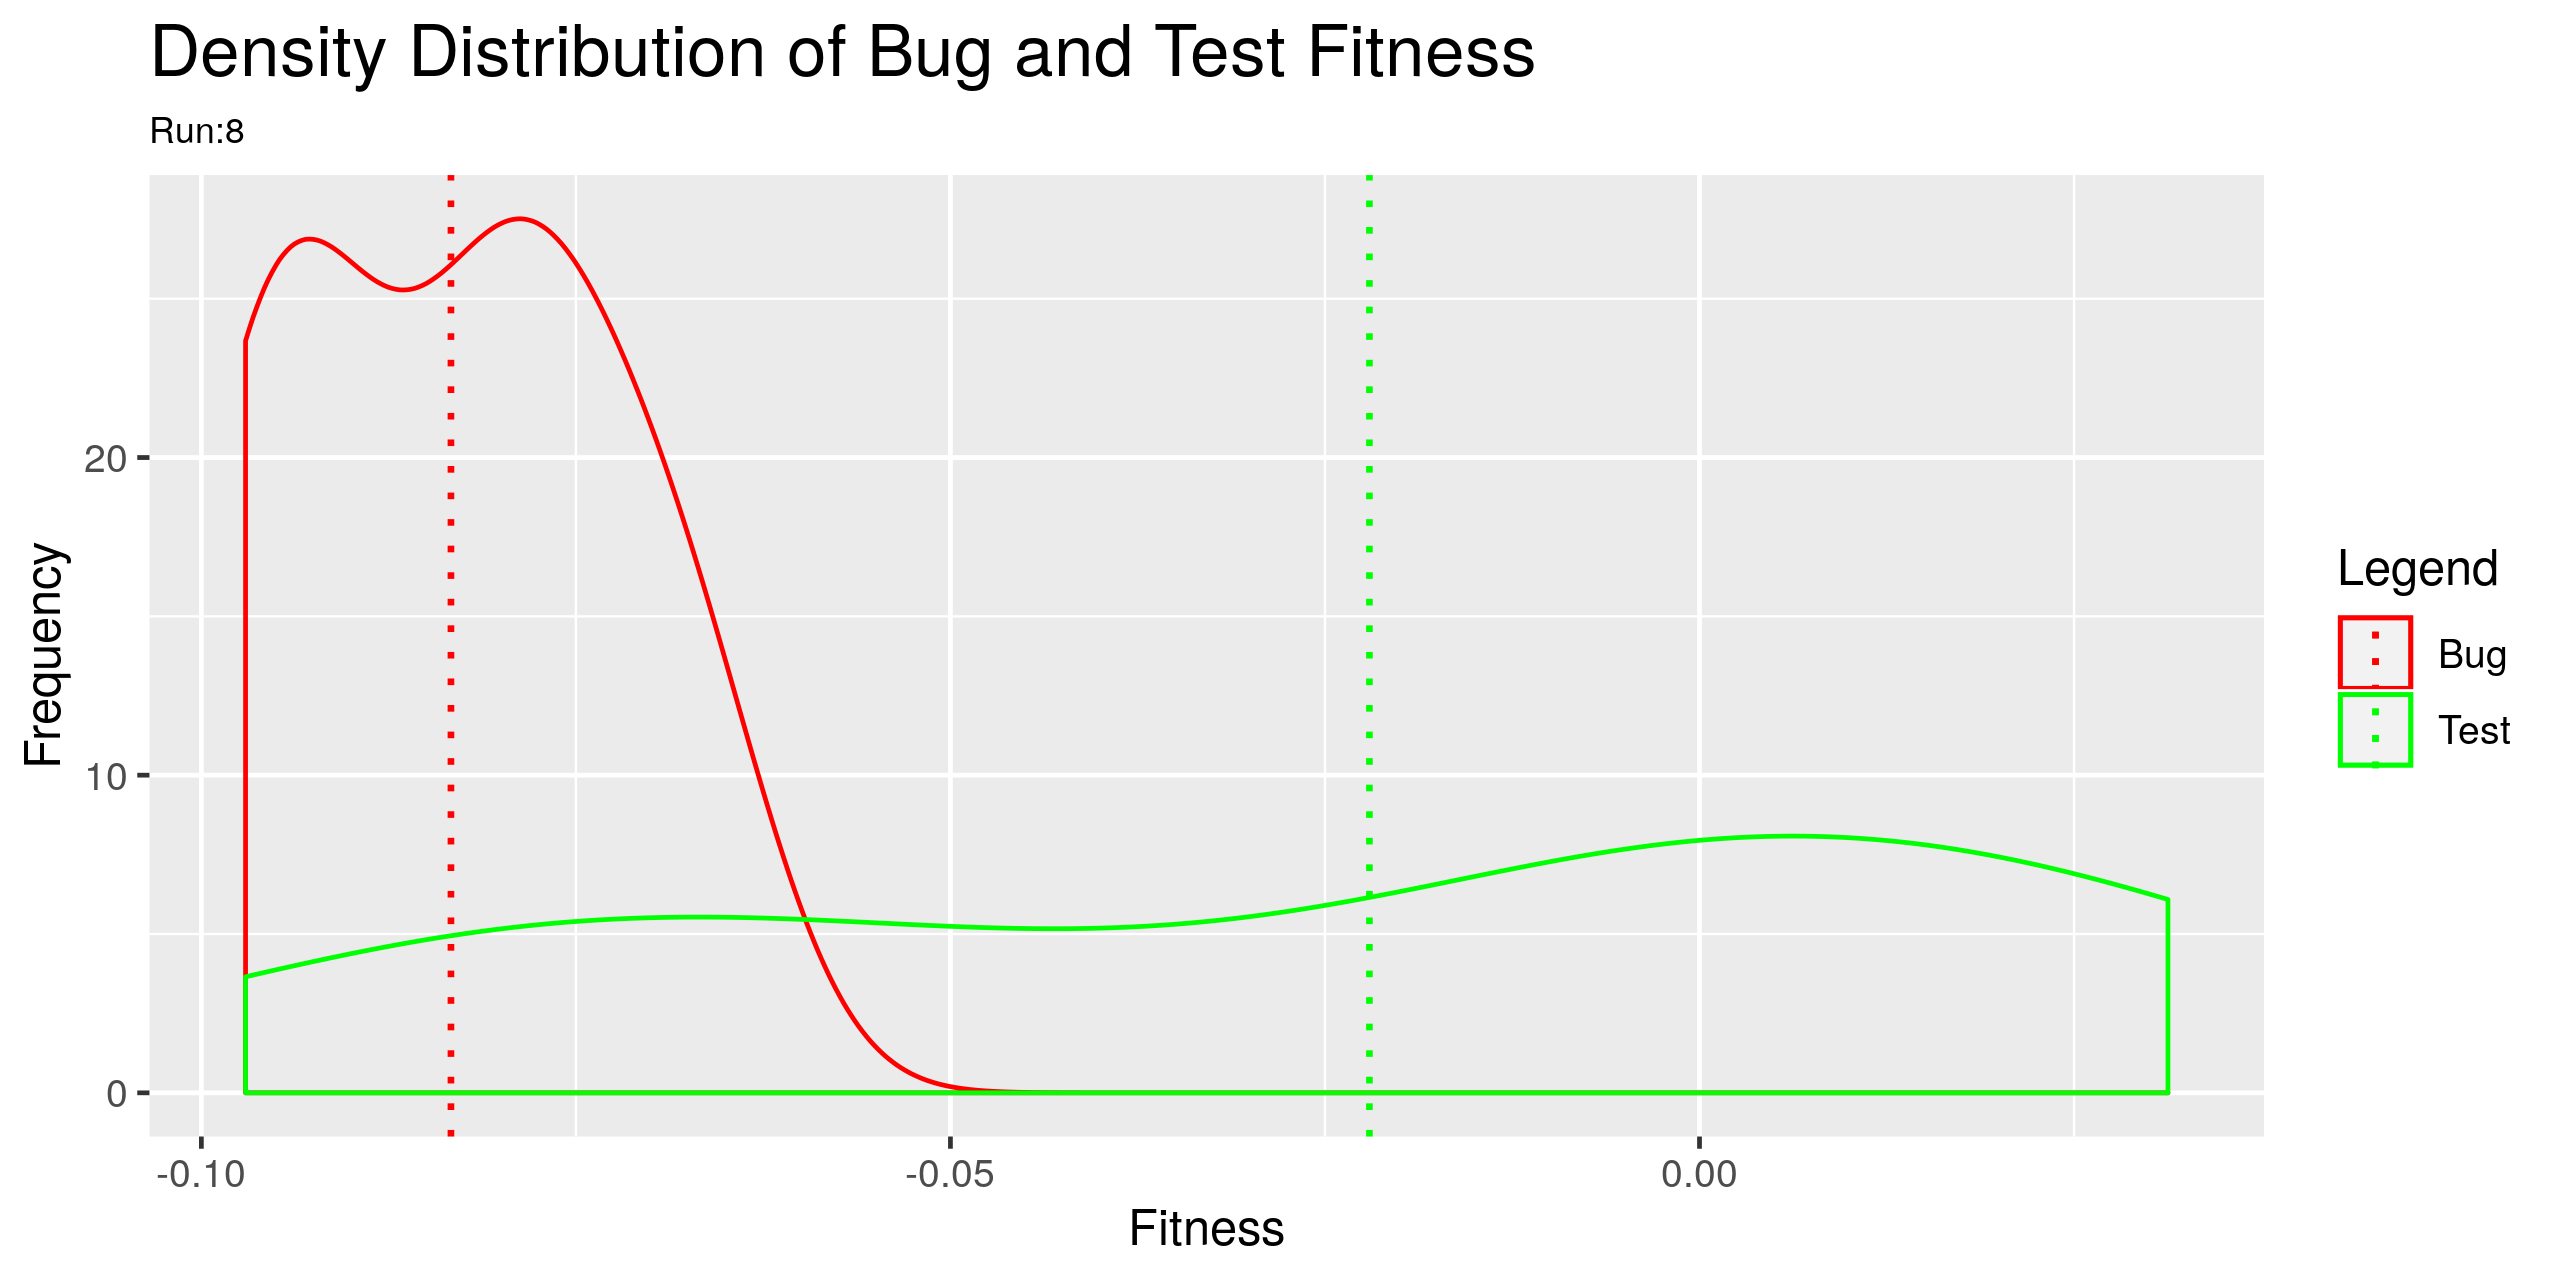 Density Distribution of Bug and Test Fitness
Run:8
Frequency
20
10
0
-0.10
-0.05
0.00
Fitness
Legend
Bug
Test